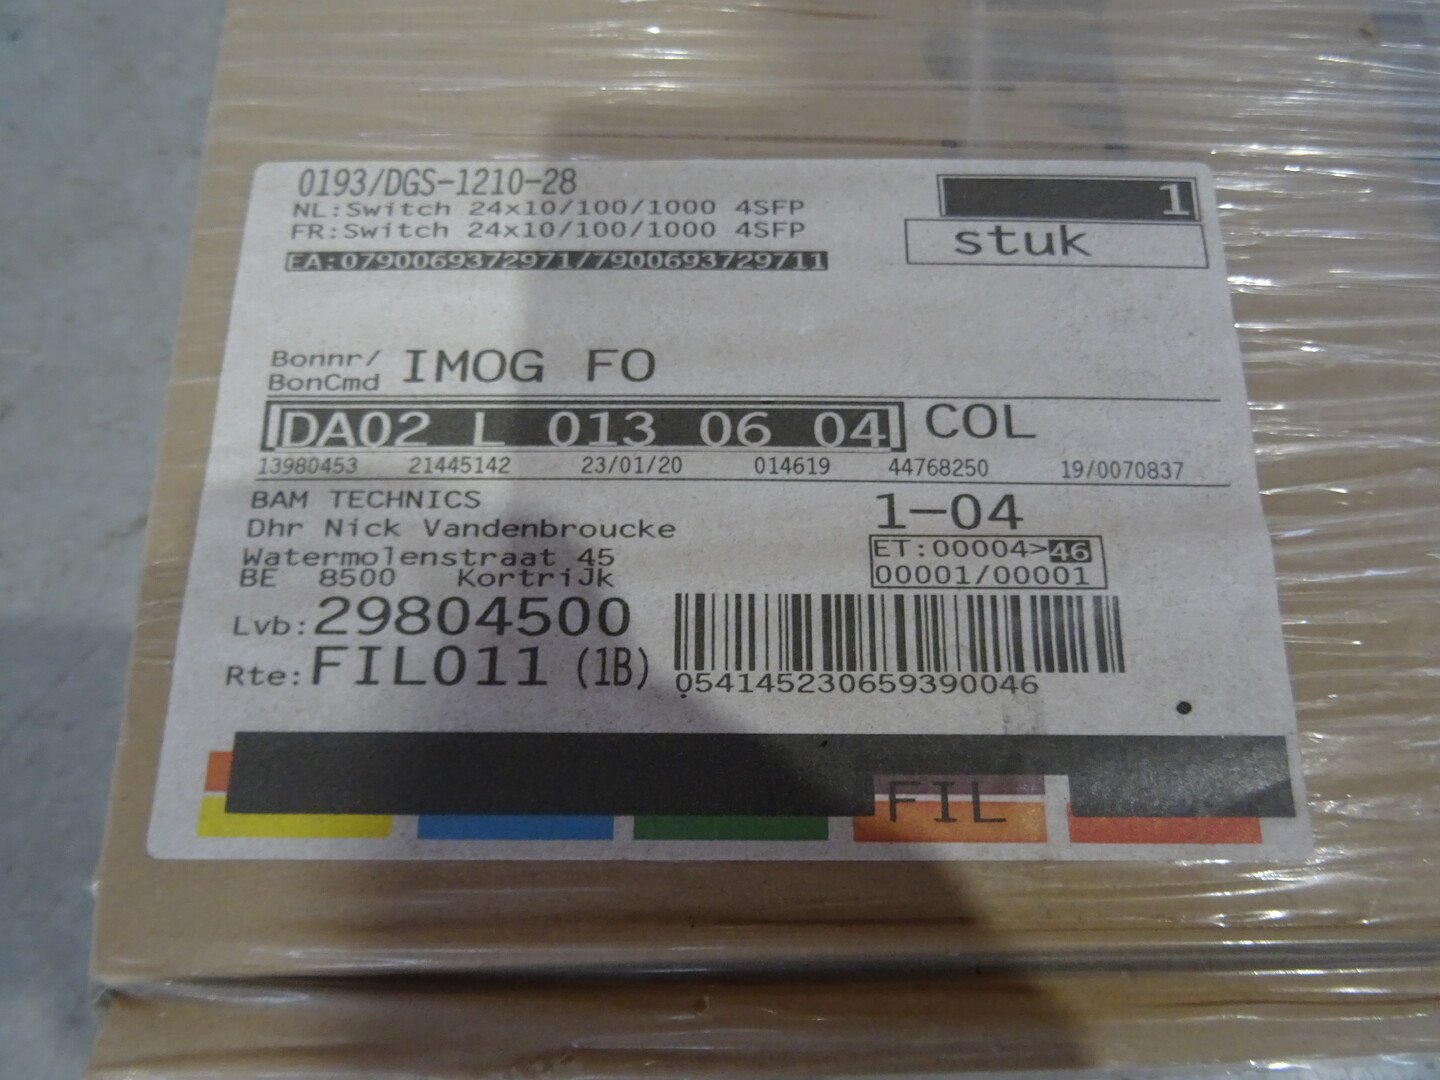 0193/DGS-1210-28
1
NL:Switch 24x10/100/1000 4SFP
FR:Switch 24x10/100/1000 4SFP
stuk
EA:0790069372971/7900693729711
Bonnr/
BonCmd IMOG FO
DA02 L 013 06 04 COL
13980453 21445142 23/01/20 014619 44768250 19/0070837
BAM TECHNICS
1-04
Dhr Nick Vandenbroucke
Watermolenstraat 45
ET:00004>46
BE 8500 KortriJk
00001/00001
Lvb:29804500
Rte:FIL011 (1B)
05414523065939004​6
FIL